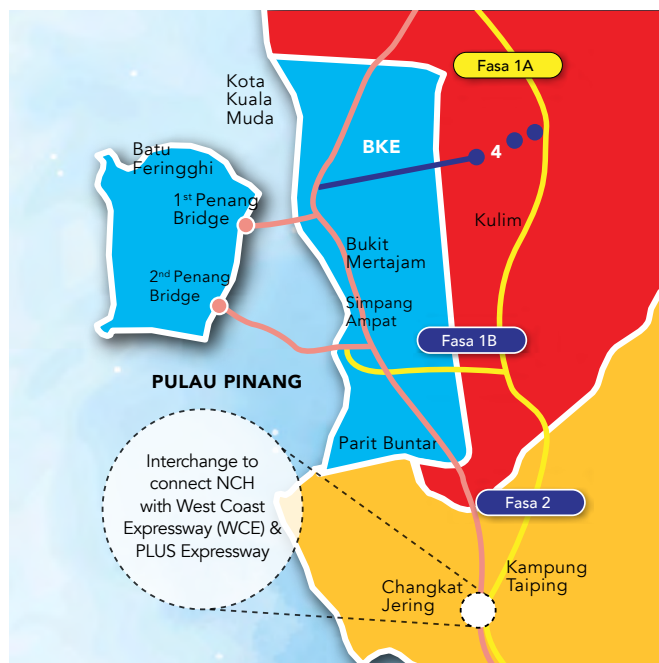 Fasa 1A
Kota
Kuala
Muda
BKE
4
Batu
Feringghi
1st Penang
Bridge
Kulim
Bukit
Mertajam
2nd Penang
Bridge
Simpang
Ampat
Fasa 1B
PULAU PINANG
Parit Buntar
Interchange to
connect NCH
with West Coast
Expressway (WCE) &
PLUS Expressway
Fasa 2
Kampung
Taiping
Changkat
Jering